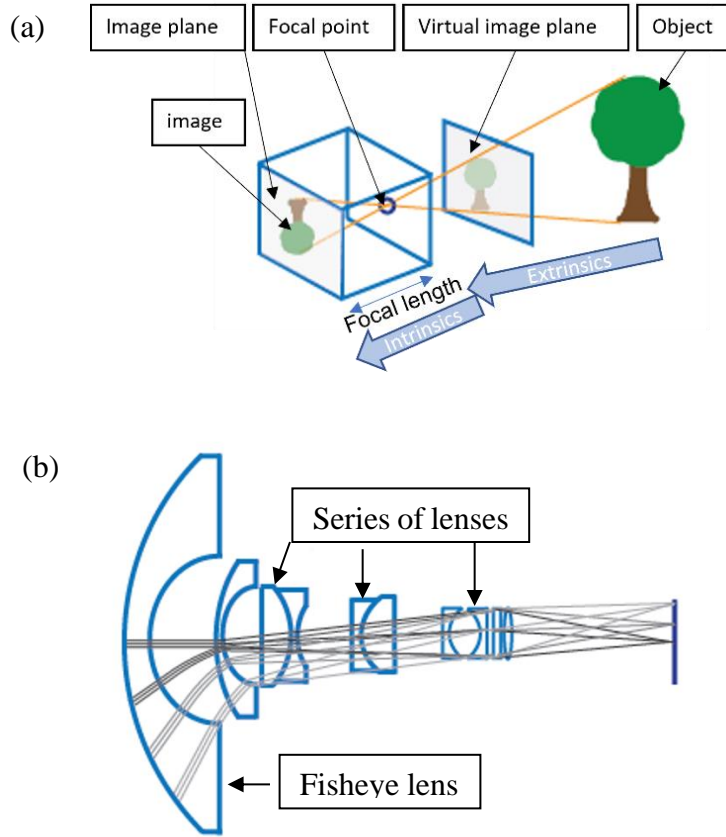 (a)
Image plane
Focal point
Virtual image plane
Object
image
Extrinsics
Focal length
Intrinsics
(b)
Series of lenses
Fisheye lens